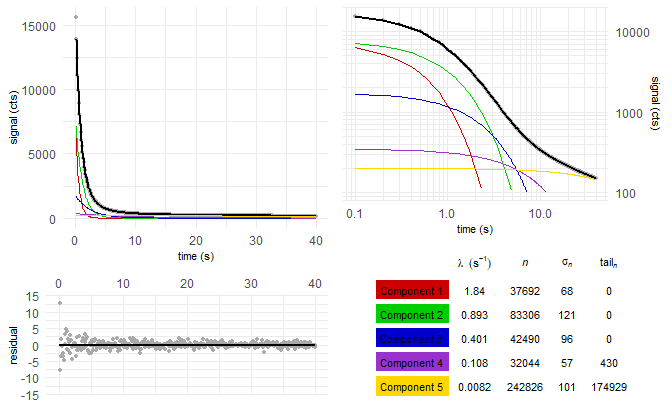 15000
10000
5000
0
signal (cts)
0 10 20 30 40
time (s)
10000
1000
100
signal (cts)
0.1 1.0 10.0
time (s)
0 10 20 30 40
15
10
5
0
-5
-10
-15
residual
λ (s⁻¹) n σₙ tailₙ
Component 1 1.84 37692 68 0
Component 2 0.893 83306 121 0
Component 3 0.401 42490 96 0
Component 4 0.108 32044 57 430
Component 5 0.0082 242826 101 174929